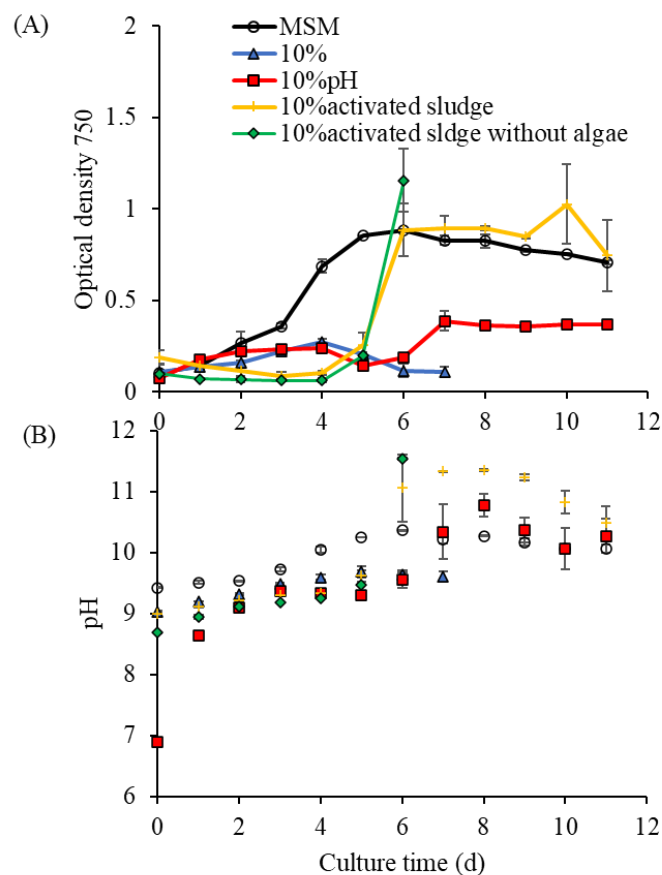 (A)
MSM
10%
10%pH
10%activated sludge
10%activated sldge without algae
Optical density 750
2
1.5
1
0.5
0
0 2 4 6 8 10 12
(B)
pH
12
11
10
9
8
7
6
0 2 4 6 8 10 12
Culture time (d)